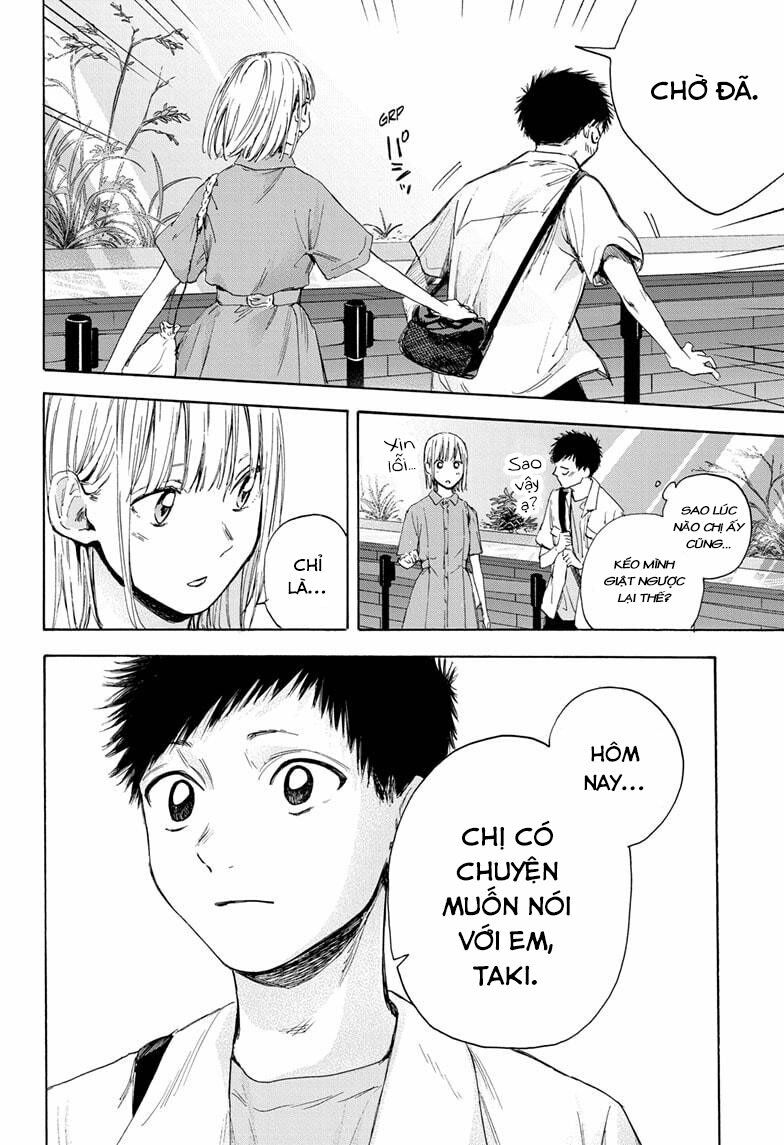 CHỜ ĐÃ.
GRP
SAO LÚC
NÀO CHỊ ẤY
CŨNG...
KÉO MÌNH
GIẬT NGƯỢC
LẠI THẾ?
Sao
vậy
ạ?
Xin
lỗi...
CHỈ
LÀ...
HÔM
NAY...
CHỊ CÓ
CHUYỆN
MUỐN NÓI
VỚI EM,
TAKI.